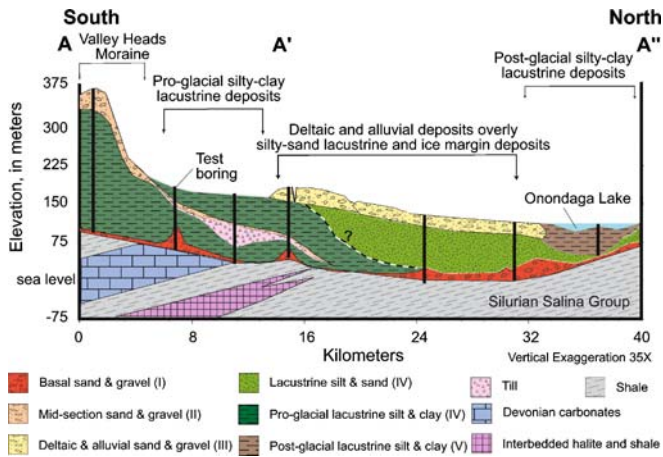 South
North
A
A'
A"
Valley Heads
Moraine
Post-glacial silty-clay
lacustrine deposits
Pro-glacial silty-clay
lacustrine deposits
Deltaic and alluvial deposits overly
silty-sand lacustrine and ice margin deposits
Test
boring
Onondaga Lake
?
Elevation, in meters
375
300
225
150
75
sea level
-75
Silurian Salina Group
0
8
16
24
32
40
Kilometers
Vertical Exaggeration 35X
Basal sand & gravel (I)
Lacustrine silt & sand (IV)
Till
Shale
Mid-section sand & gravel (II)
Pro-glacial lacustrine silt & clay (IV)
Devonian carbonates
Deltaic & alluvial sand & gravel (III)
Post-glacial lacustrine silt & clay (V)
Interbedded halite and shale